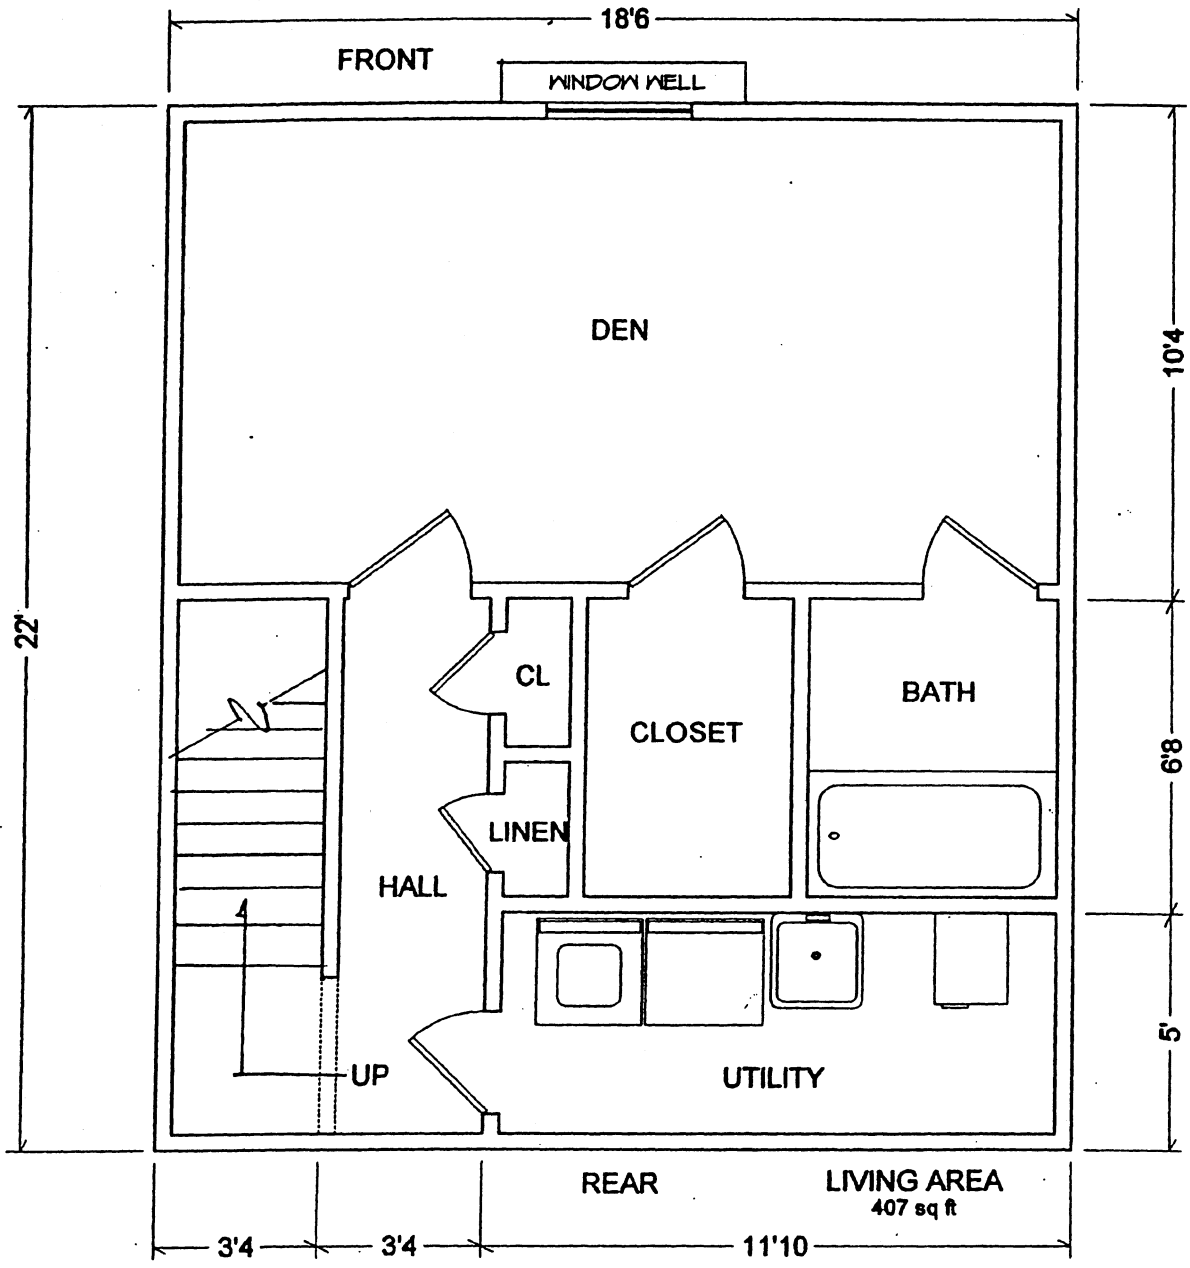 18'6
FRONT
WINDOW WELL
DEN
10'4
22'
CL
BATH
CLOSET
6'8
LINEN
HALL
5'
UP
UTILITY
REAR
LIVING AREA
407 sq ft
3'4
3'4
11'10